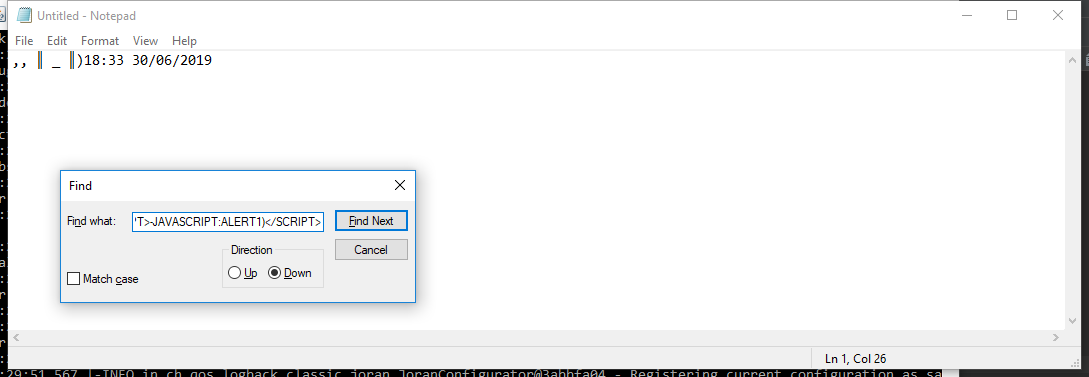 Untitled - Notepad
File Edit Format View Help
,, ‖ _ ‖)18:33 30/06/2019
Find
Find what: 'T>-JAVASCRIPT:ALERT1)</SCRIPT> Find Next
Direction Cancel
Up Down
Match case
Ln 1, Col 26
:29:51,567 |-INFO in ch.qos.logback.classic.joran.JoranConfigurator@3abbfa04 - Registering current configuration as sa